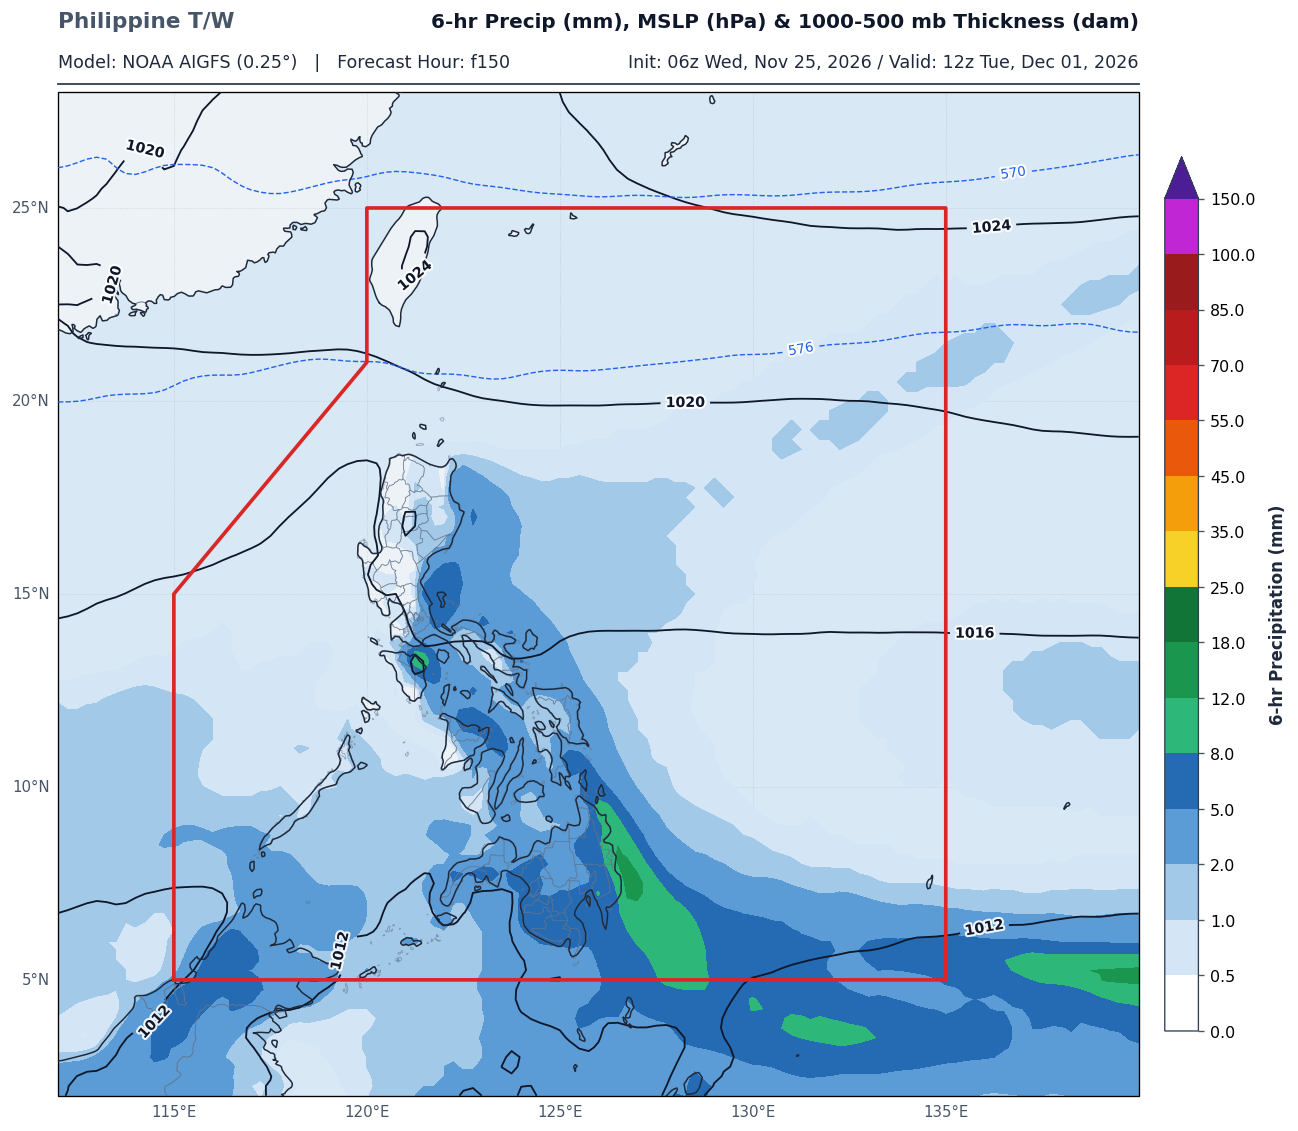 Philippine T/W
6-hr Precip (mm), MSLP (hPa) & 1000-500 mb Thickness (dam)
Model: NOAA AIGFS (0.25°) | Forecast Hour: f150
Init: 06z Wed, Nov 25, 2026 / Valid: 12z Tue, Dec 01, 2026
1020
570
25°N
1024
1020
1024
576
20°N
1020
15°N
1016
10°N
1012
1012
5°N
1012
115°E
120°E
125°E
130°E
135°E
150.0
100.0
85.0
70.0
55.0
45.0
35.0
25.0
18.0
12.0
8.0
5.0
2.0
1.0
0.5
0.0
6-hr Precipitation (mm)